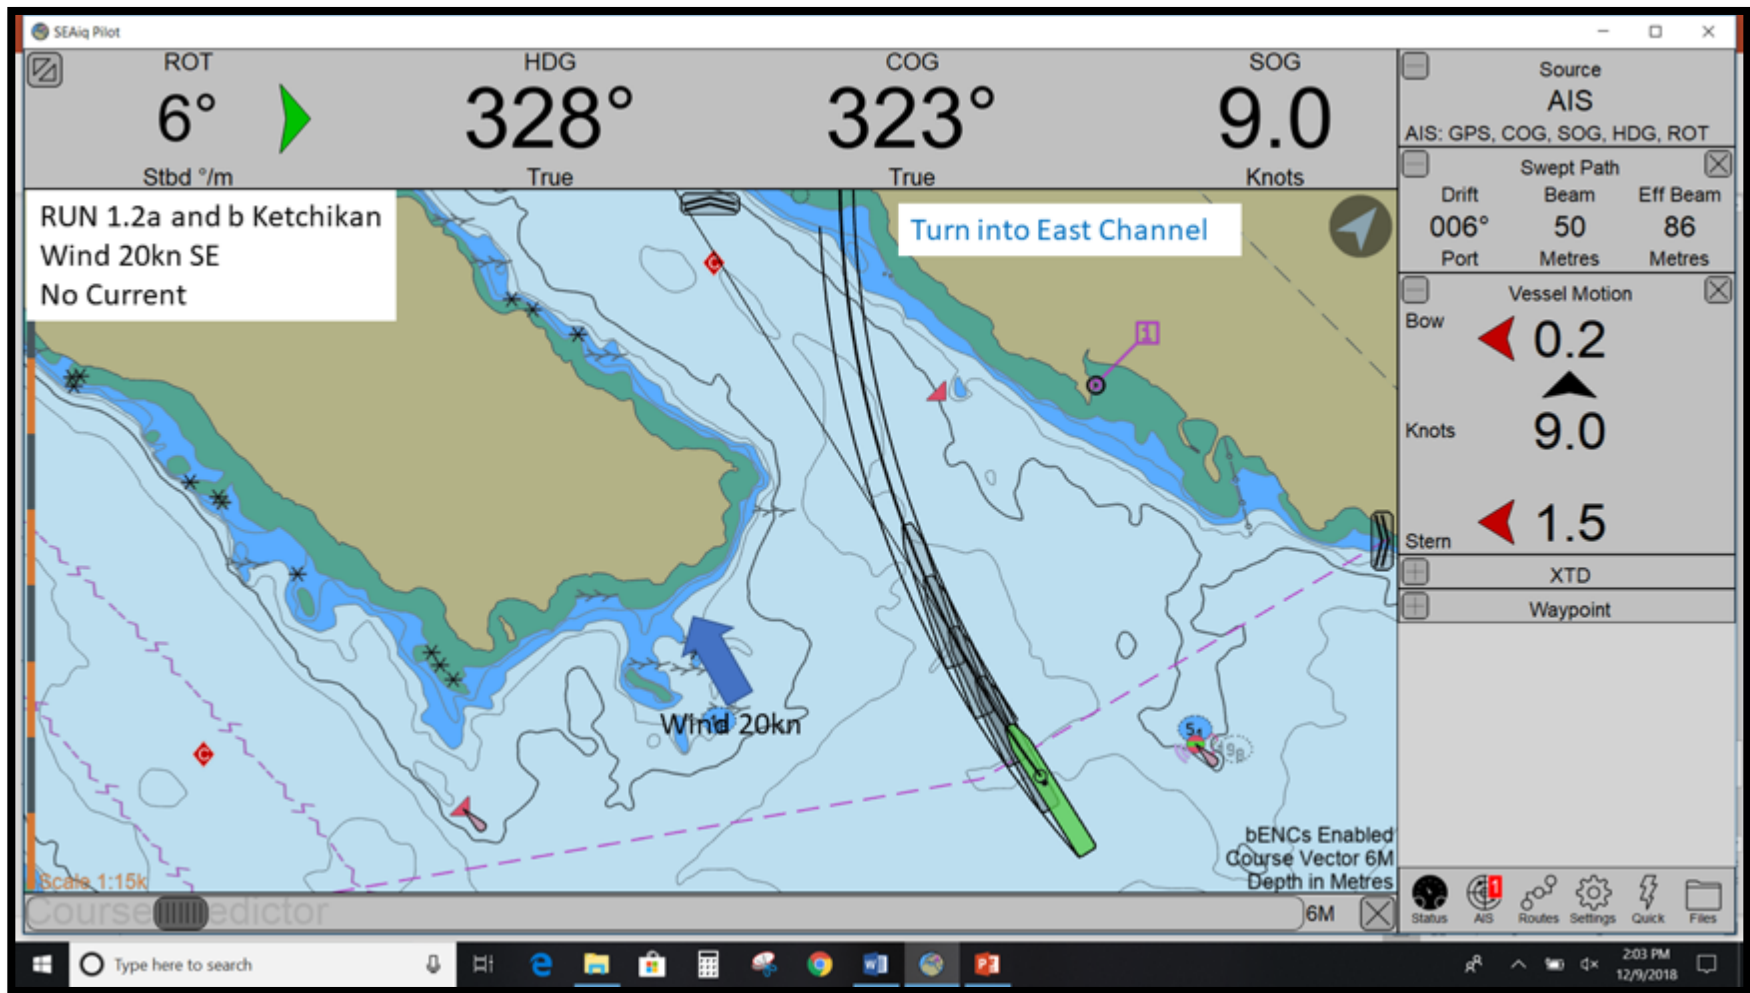 SEAiq Pilot
ROT
6°
Stbd °/m
HDG
328°
True
COG
323°
True
SOG
9.0
Knots
RUN 1.2a and b Ketchikan
Wind 20kn SE
No Current
Turn into East Channel
1
C
C
Wind 20kn
5₄
bENCs Enabled
Course Vector 6M
Depth in Metres
Scale 1:15k
6M
Source
AIS
AIS: GPS, COG, SOG, HDG, ROT
Swept Path
Drift Beam Eff Beam
006° 50 86
Port Metres Metres
Vessel Motion
Bow
0.2
Knots
9.0
Stern
1.5
XTD
Waypoint
1
Status AIS Routes Settings Quick Files
Type here to search
2:03 PM
12/9/2018